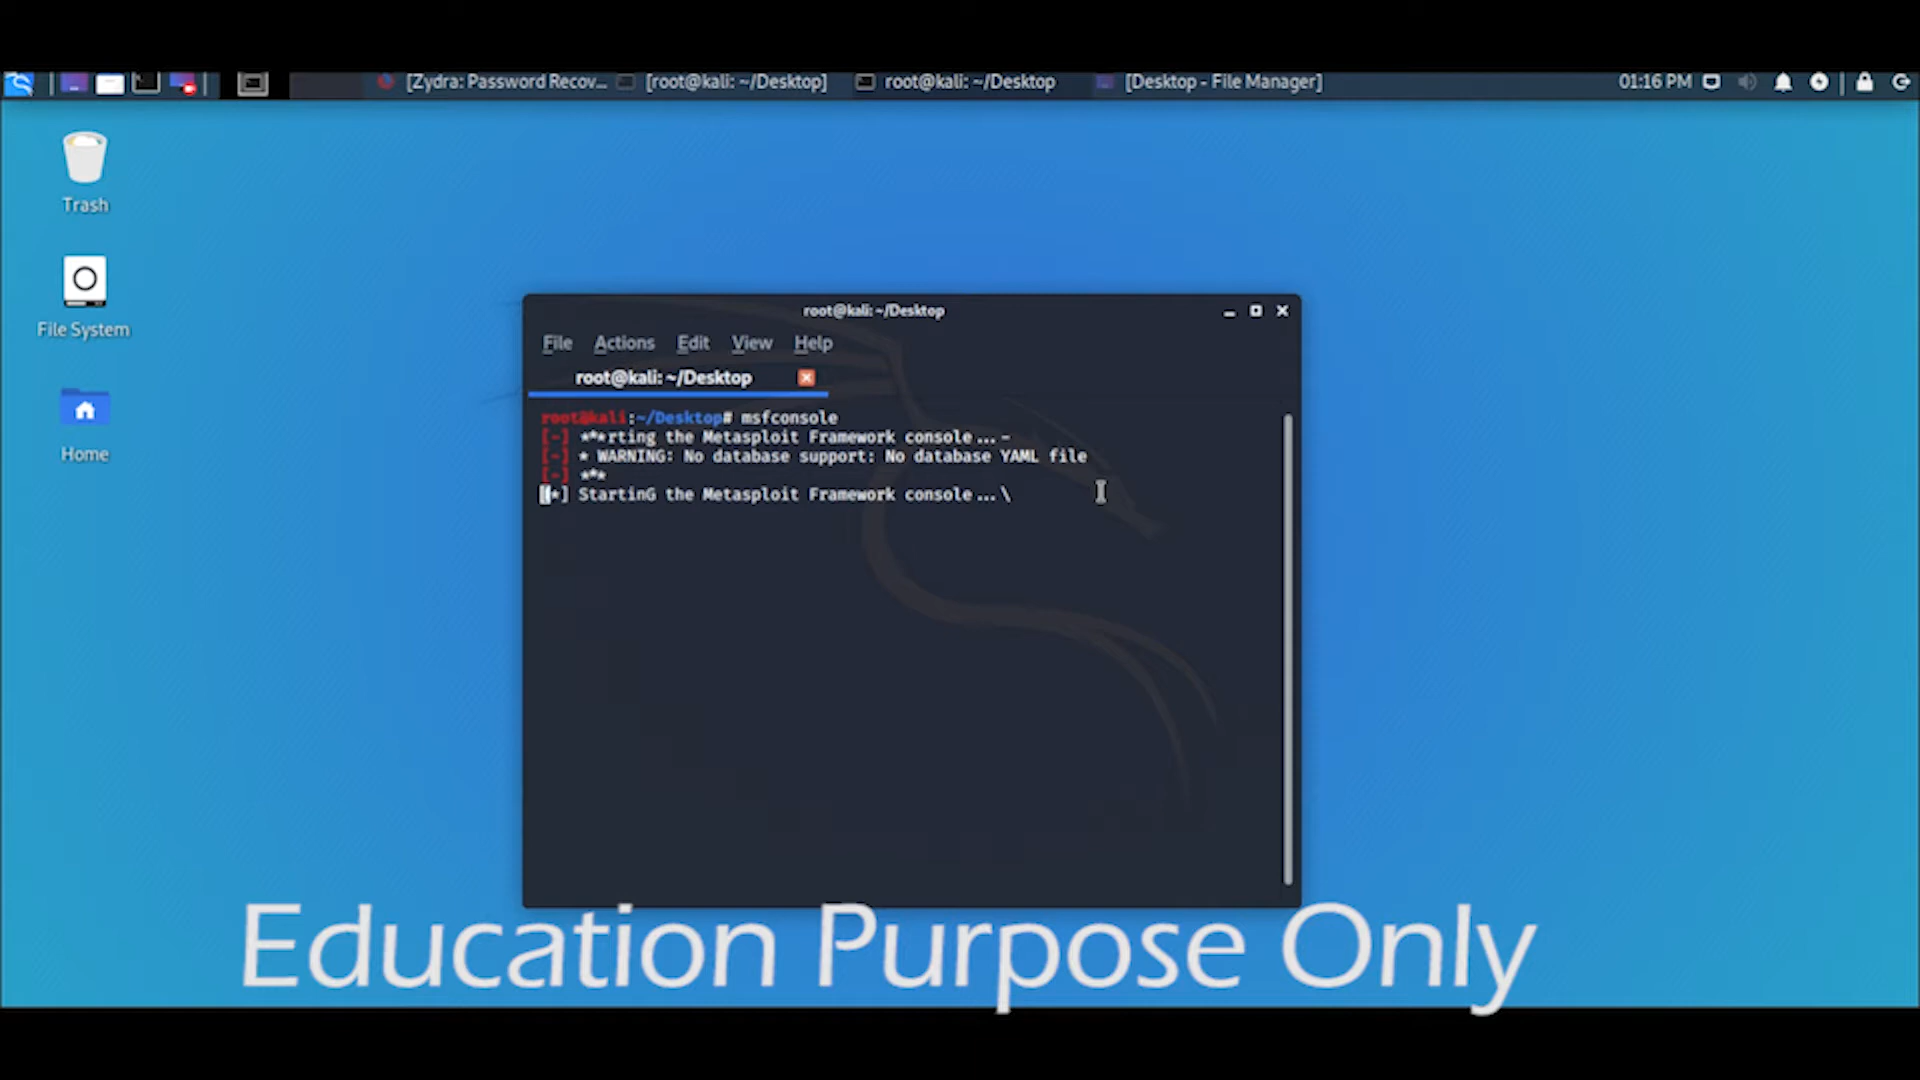 [Zydra: Password Recov... [root@kali: ~/Desktop] root@kali: ~/Desktop [Desktop - File Manager] 01:16 PM
Trash
File System
Home
root@kali: ~/Desktop
File Actions Edit View Help
root@kali: ~/Desktop
root@kali:~/Desktop# msfconsole
[-] ***rting the Metasploit Framework console...-
[-] * WARNING: No database support: No database YAML file
[-] ***
[*] StartinG the Metasploit Framework console...\
Education Purpose Only